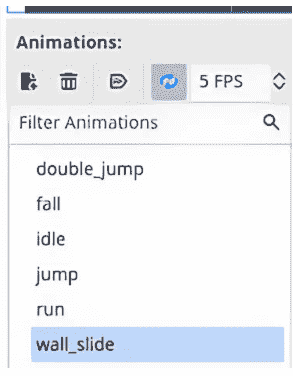 Animations:
5 FPS
Filter Animations
double_jump
fall
idle
jump
run
wall_slide